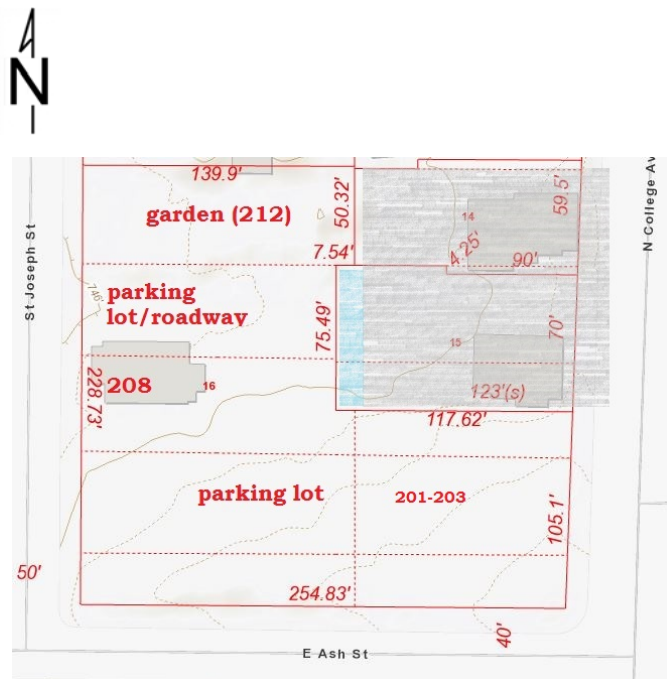 N
139.9'
garden (212)
50.32'
7.54'
14
59.5'
4.25'
90'
N College Av
St Joseph St
746
parking
lot/roadway
75.49'
70'
15
208
16
228.73'
123'(s)
117.62'
parking lot
201-203
105.1'
50'
254.83'
40'
E Ash St